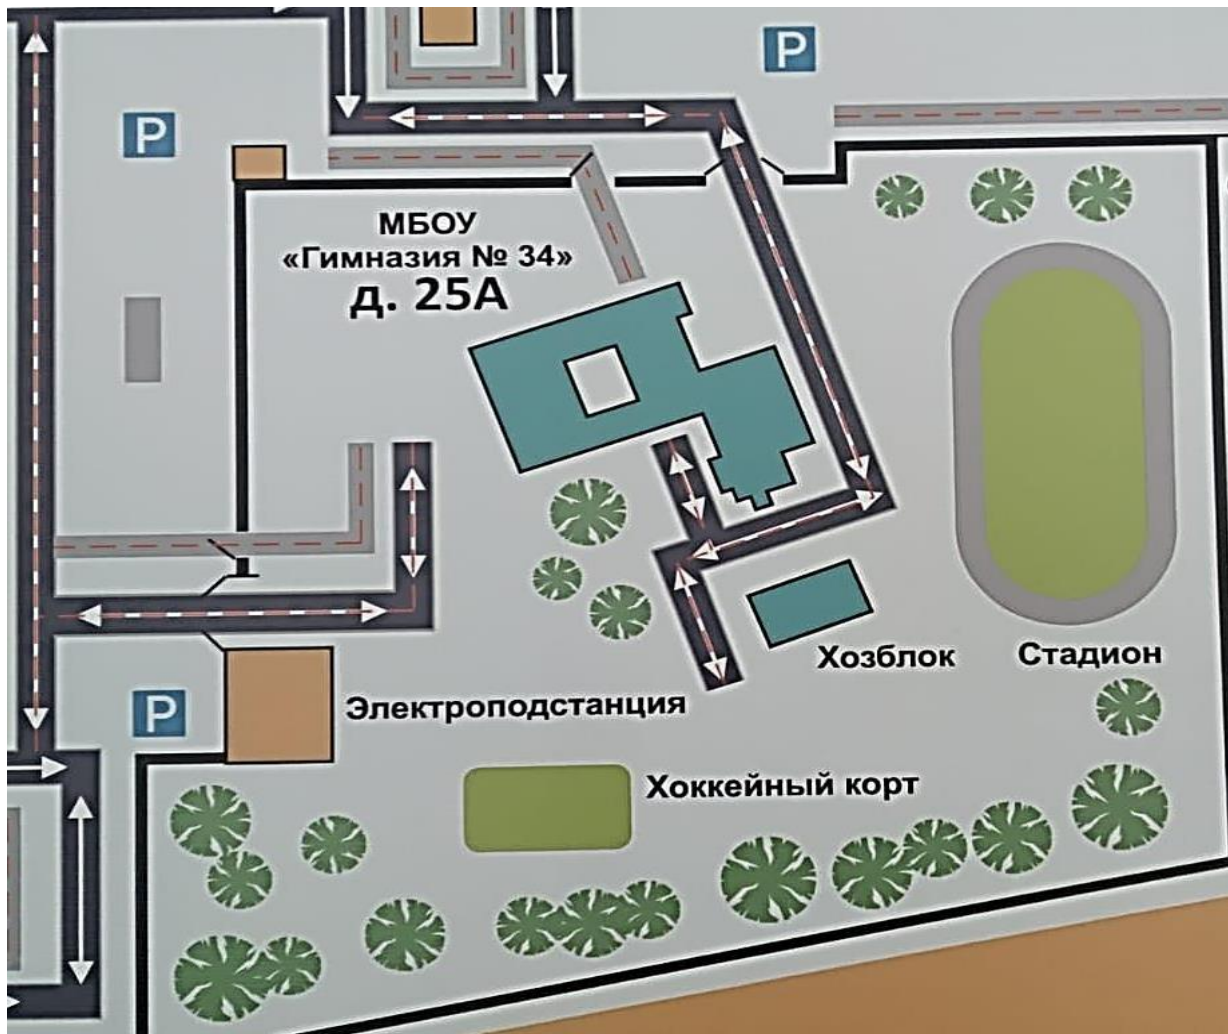 P
P
МБОУ
«Гимназия № 34»
д. 25А
Хозблок
Стадион
P
Электроподстанция
Хоккейный корт